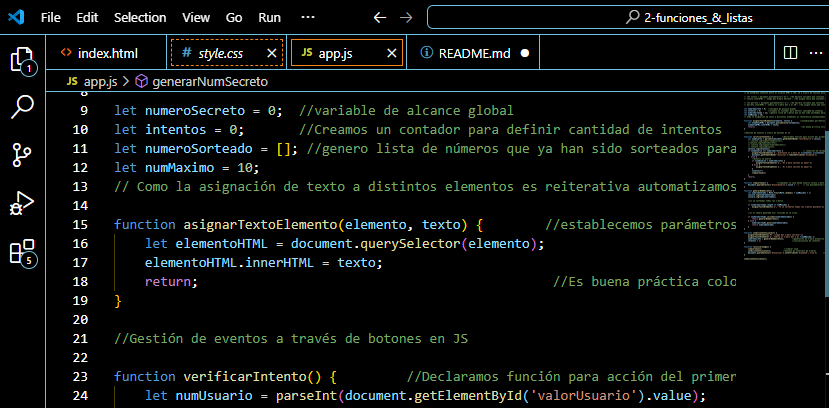 File Edit Selection View Go Run ... 2-funciones_&_listas
index.html # style.css JS app.js README.md
JS app.js > generarNumSecreto
8
9 let numeroSecreto = 0; //variable de alcance global
10 let intentos = 0; //Creamos un contador para definir cantidad de intentos
11 let numeroSorteado = []; //genero lista de números que ya han sido sorteados para
12 let numMaximo = 10;
13 // Como la asignación de texto a distintos elementos es reiterativa automatizamos
14
15 function asignarTextoElemento(elemento, texto) { //establecemos parámetros
16 let elementoHTML = document.querySelector(elemento);
17 elementoHTML.innerHTML = texto;
18 return; //Es buena práctica colo
19 }
20
21 //Gestión de eventos a través de botones en JS
22
23 function verificarIntento() { //Declaramos función para acción del primer
24 let numUsuario = parseInt(document.getElementById('valorUsuario').value);
1
5